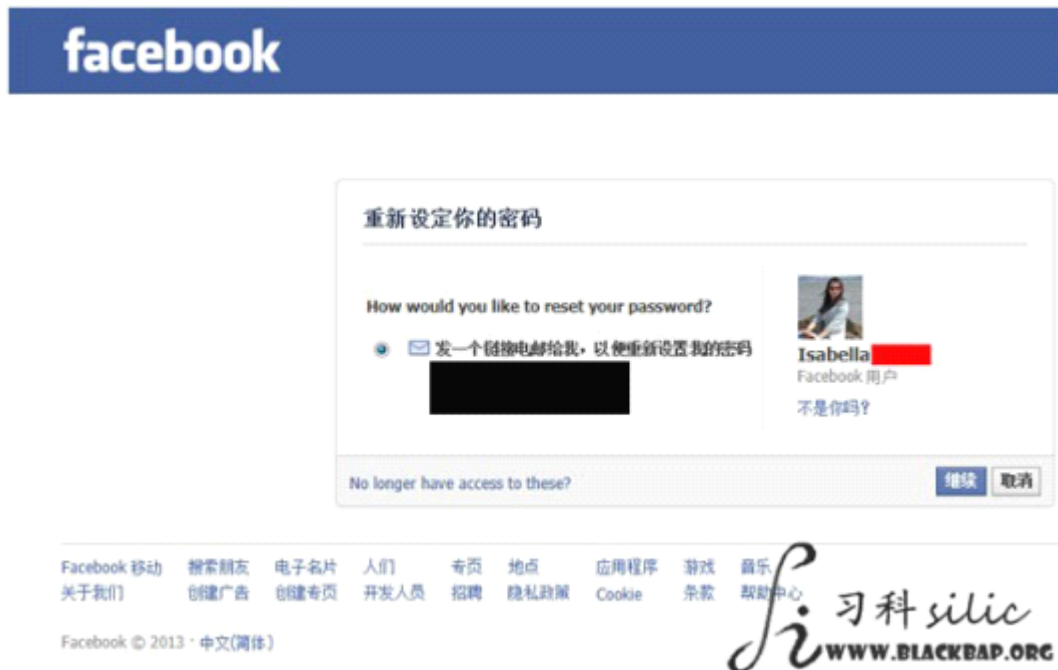 facebook
重新设定你的密码
How would you like to reset your password?
发一个链接电邮给我，以便重新设置我的密码
Isabella
Facebook 用户
不是你吗？
No longer have access to these?
继续 取消
Facebook 移动 搜索朋友 电子名片 人们 专页 地点 应用程序 游戏 音乐
关于我们 创建广告 创建专页 开发人员 招聘 隐私政策 Cookie 条款 帮助中心
Facebook © 2013 · 中文(简体)
习科 silic
WWW.BLACKBAP.ORG